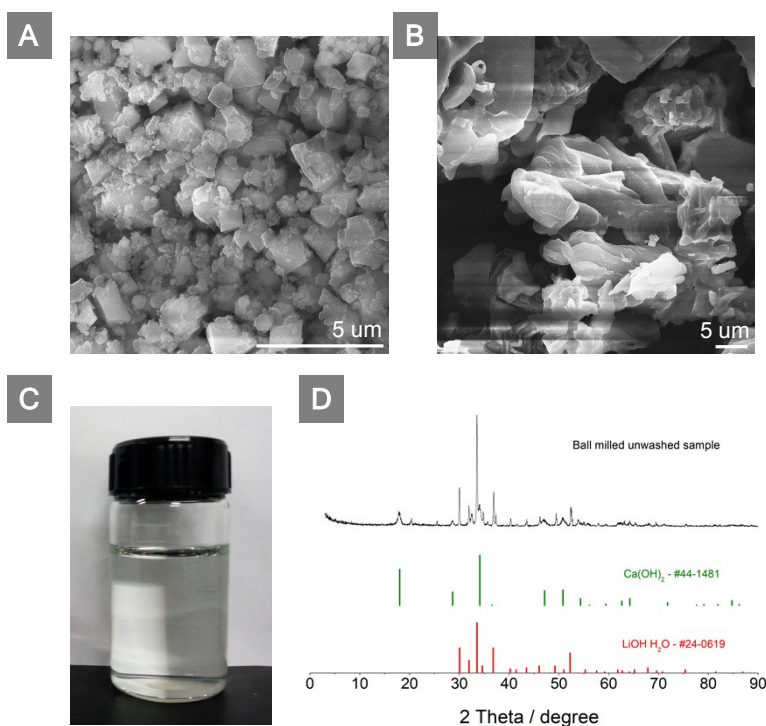 A
B
5 um
5 um
C
D
Ball milled unwashed sample
Ca(OH)₂ - #44-1481
LiOH H₂O - #24-0619
0 10 20 30 40 50 60 70 80 90
2 Theta / degree